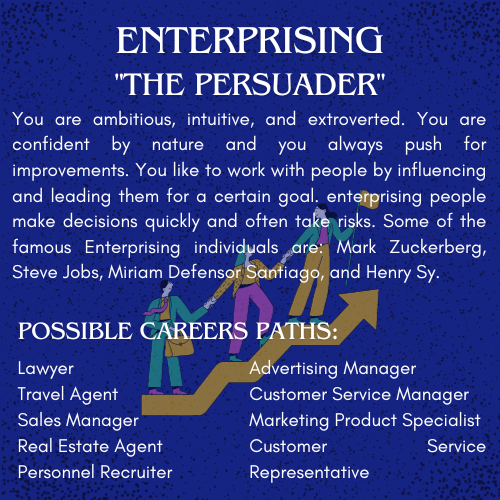 ENTERPRISING
"THE PERSUADER"
You are ambitious, intuitive, and extroverted. You are
confident by nature and you always push for
improvements. You like to work with people by influencing
and leading them for a certain goal. enterprising people
make decisions quickly and often take risks. Some of the
famous Enterprising individuals are: Mark Zuckerberg,
Steve Jobs, Miriam Defensor Santiago, and Henry Sy.
POSSIBLE CAREERS PATHS:
Lawyer
Travel Agent
Sales Manager
Real Estate Agent
Personnel Recruiter
Advertising Manager
Customer Service Manager
Marketing Product Specialist
Customer Service
Representative